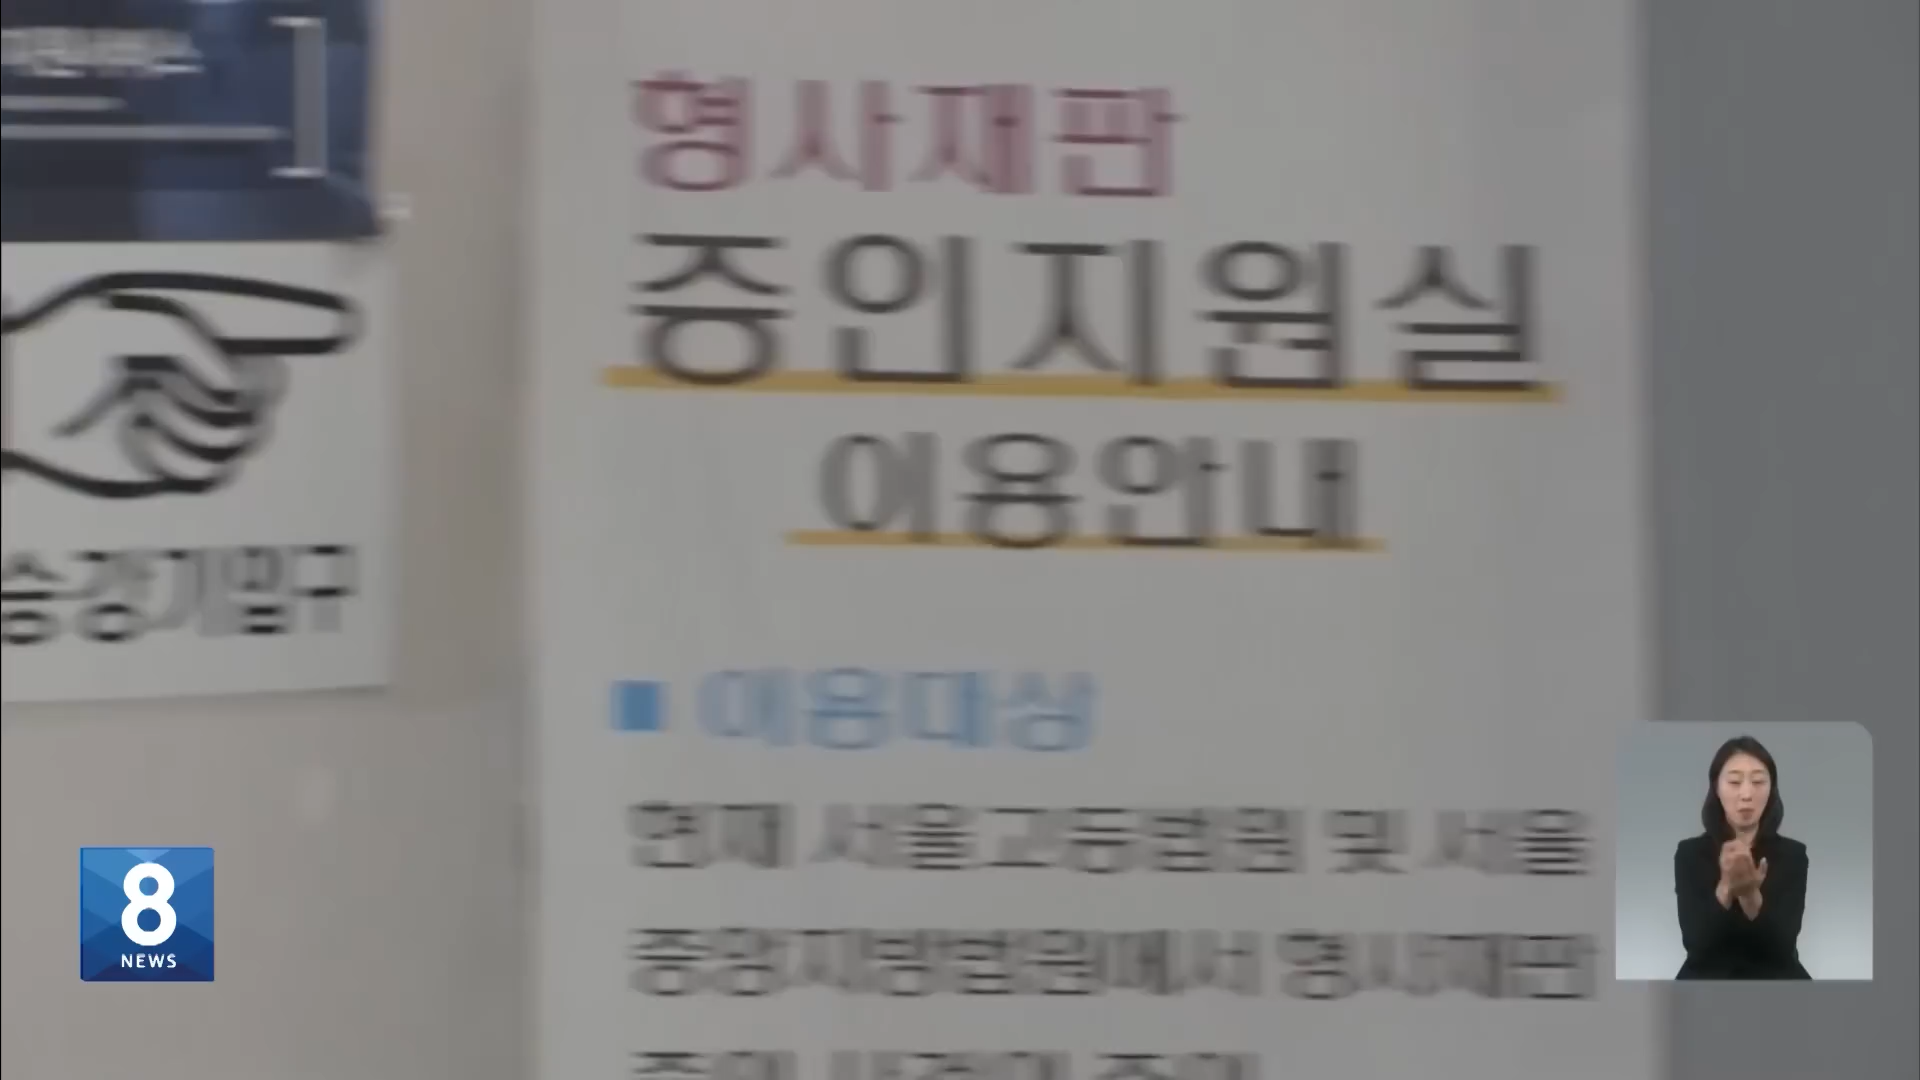 형사재판
증인지원실
이용안내
승강기입구
■ 이용대상
현재 서울고등법원 및 서울
중앙지방법원에서 형사재판
8
NEWS